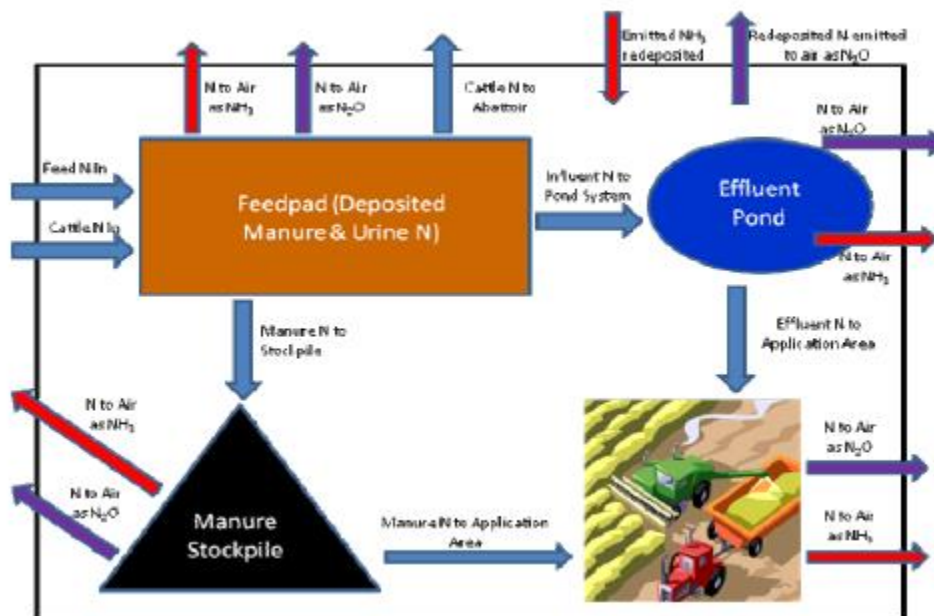 Emitted NH₃
redeposited
Redeposited N emitted
to air as N₂O
N to Air
as NH₃
N to Air
as N₂O
Cattle N to
Abattoir
N to Air
as N₂O
Feed N In
Cattle N In
Feedpad (Deposited
Manure & Urine N)
Influent N to
Pond System
Effluent
Pond
N to Air
as NH₃
Manure N to
Stockpile
Effluent N to
Application Area
N to Air
as NH₃
N to Air
as N₂O
Manure
Stockpile
Manure N to Application
Area
N to Air
as N₂O
N to Air
as NH₃